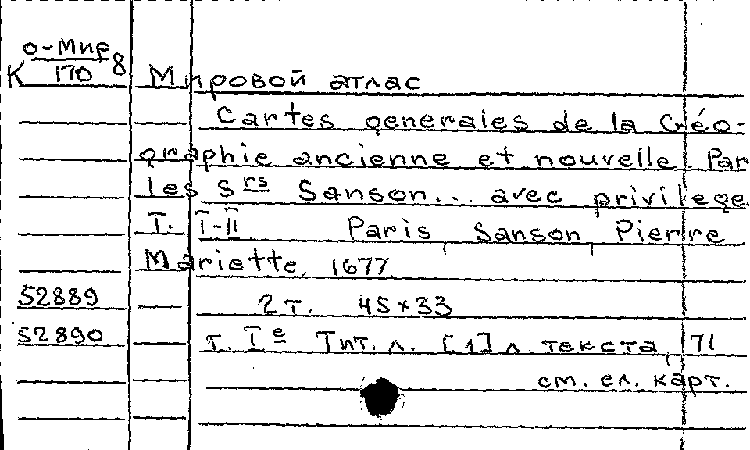 о-Мир
К 170 8
Мировой атлас
Cartes generales de la Géo-
graphie ancienne et nouvelle Par
les Srs Sanson... avec privilege
T. I-II Paris, Sanson, Pierre
Mariette, 1677.
52889 2 т. 45×33
52890 т. Ie Тит. л. [1] л. текста, 71
см. ел. карт.